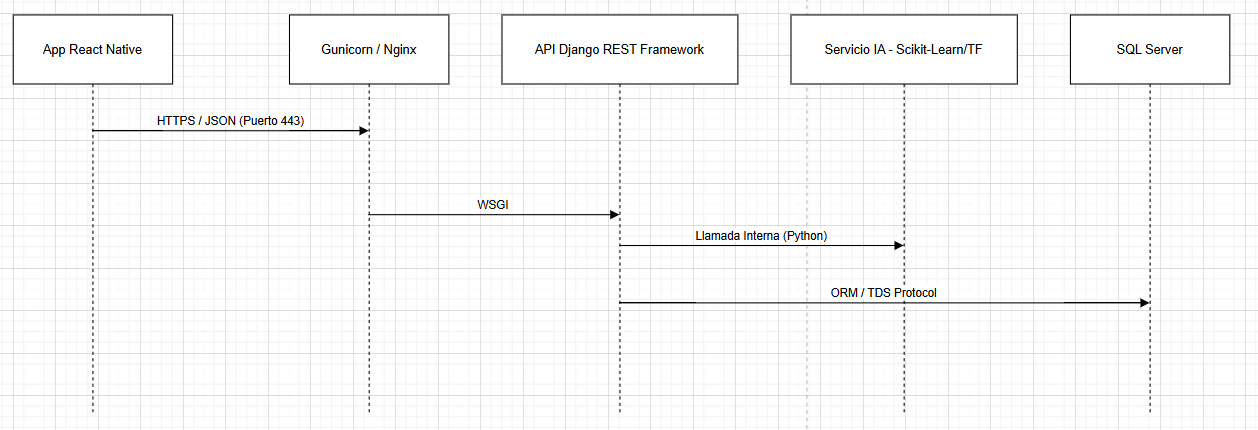 App React Native
Gunicorn / Nginx
API Django REST Framework
Servicio IA - Scikit-Learn/TF
SQL Server
HTTPS / JSON (Puerto 443)
WSGI
Llamada Interna (Python)
ORM / TDS Protocol